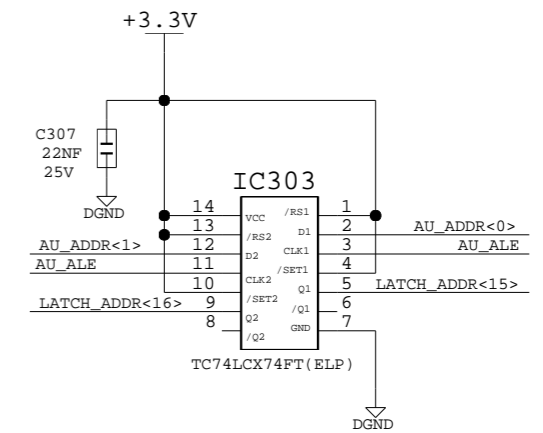 +3.3V
C307
22NF
25V
DGND
IC303
14 VCC /RS1 1
13 /RS2 D1 2 AU_ADDR<0>
AU_ADDR<1> 12 D2 CLK1 3 AU_ALE
AU_ALE 11 CLK2 /SET1 4
10 /SET2 Q1 5 LATCH_ADDR<15>
LATCH_ADDR<16> 9 Q2 /Q1 6
8 /Q2 GND 7
TC74LCX74FT(ELP)
DGND